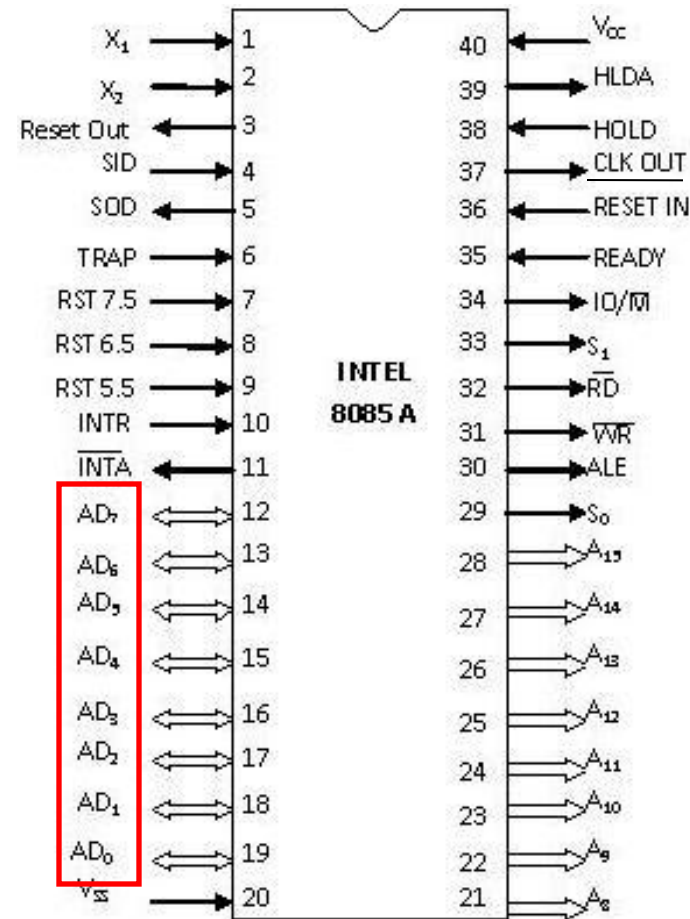 X₁ 1 40 Vcc
X₂ 2 39 HLDA
Reset Out 3 38 HOLD
SID 4 37 CLK OUT
SOD 5 36 RESET IN
TRAP 6 35 READY
RST 7.5 7 34 IO/M̅
RST 6.5 8 33 S₁
RST 5.5 9 32 R̅D̅
INTR 10 31 W̅R̅
I̅N̅T̅A̅ 11 30 ALE
AD₇ 12 29 S₀
AD₆ 13 28 A₁₅
AD₅ 14 27 A₁₄
AD₄ 15 26 A₁₃
AD₃ 16 25 A₁₂
AD₂ 17 24 A₁₁
AD₁ 18 23 A₁₀
AD₀ 19 22 A₉
Vss 20 21 A₈
INTEL
8085 A